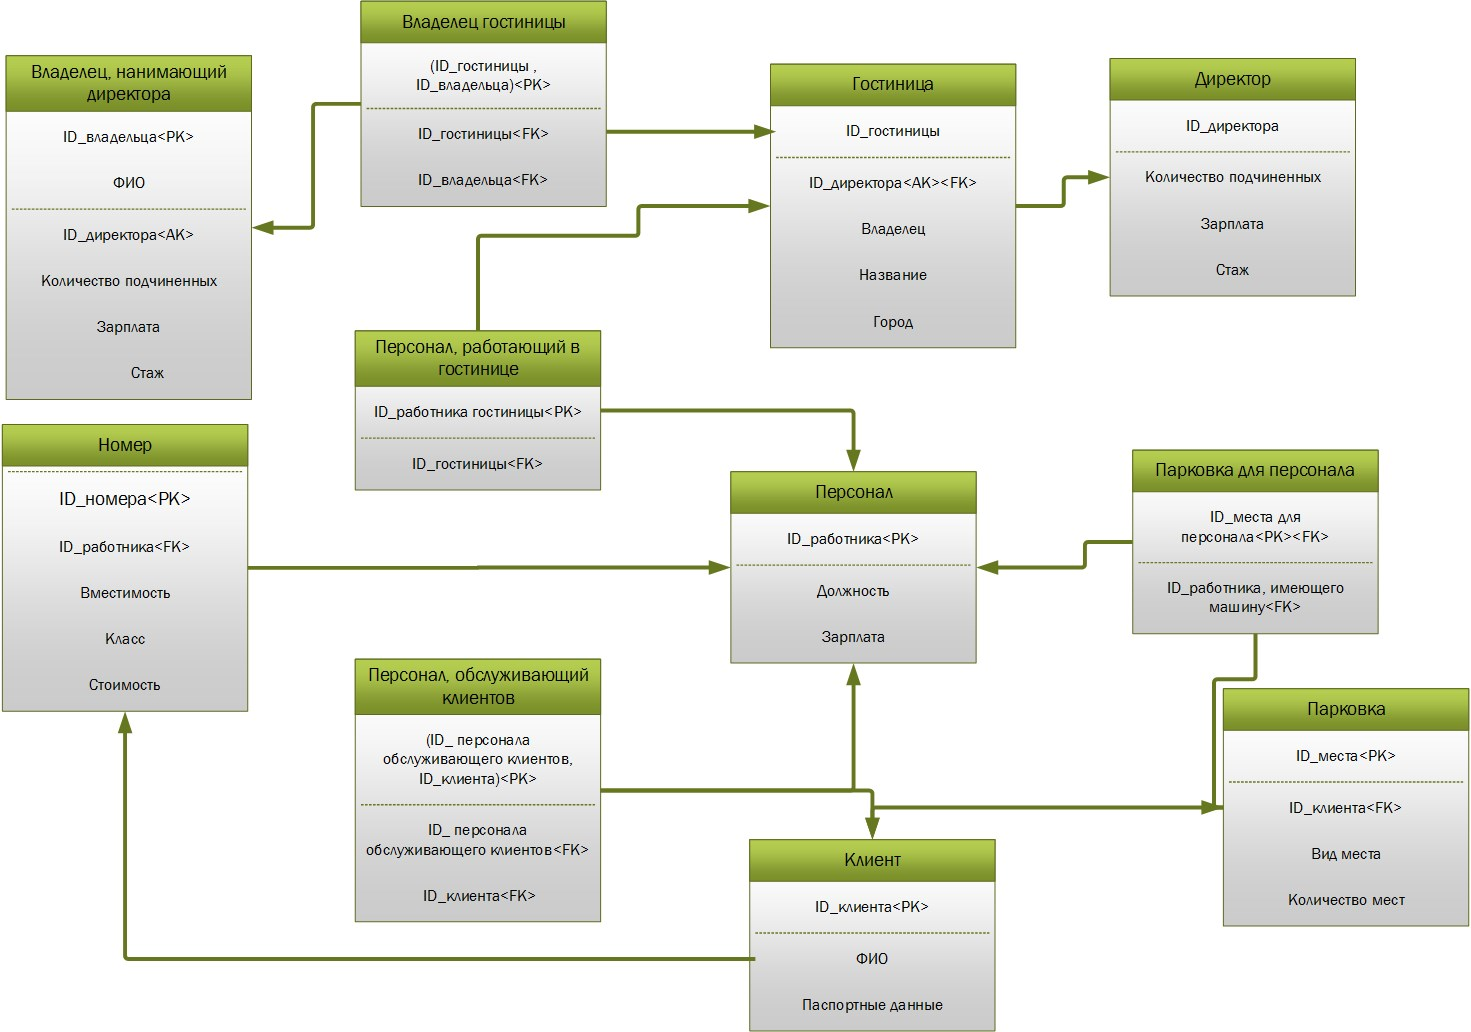 Владелец гостиницы
(ID_гостиницы ,
ID_владельца)<PK>
ID_гостиницы<FK>
ID_владельца<FK>
Владелец, нанимающий
директора
ID_владельца<PK>
ФИО
ID_директора<AK>
Количество подчиненных
Зарплата
Стаж
Гостиница
ID_гостиницы
ID_директора<AK><FK>
Владелец
Название
Город
Директор
ID_директора
Количество подчиненных
Зарплата
Стаж
Персонал, работающий в
гостинице
ID_работника гостиницы<PK>
ID_гостиницы<FK>
Номер
ID_номера<PK>
ID_работника<FK>
Вместимость
Класс
Стоимость
Персонал
ID_работника<PK>
Должность
Зарплата
Парковка для персонала
ID_места для
персонала<PK><FK>
ID_работника, имеющего
машину<FK>
Персонал, обслуживающий
клиентов
(ID_ персонала
обслуживающего клиентов,
ID_клиента)<PK>
ID_ персонала
обслуживающего клиентов<FK>
ID_клиента<FK>
Парковка
ID_места<PK>
ID_клиента<FK>
Вид места
Количество мест
Клиент
ID_клиента<PK>
ФИО
Паспортные данные